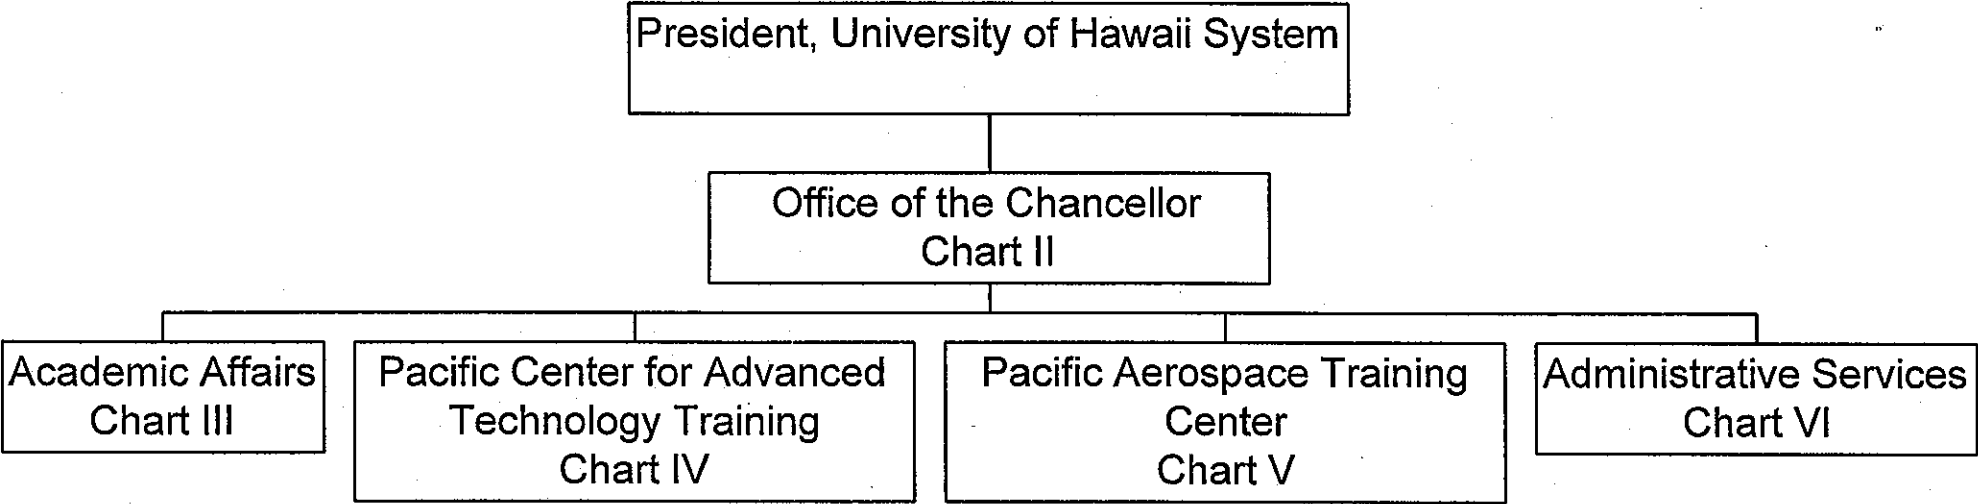 President, University of Hawaii System
Office of the Chancellor
Chart II
Academic Affairs
Chart III
Pacific Center for Advanced
Technology Training
Chart IV
Pacific Aerospace Training
Center
Chart V
Administrative Services
Chart VI